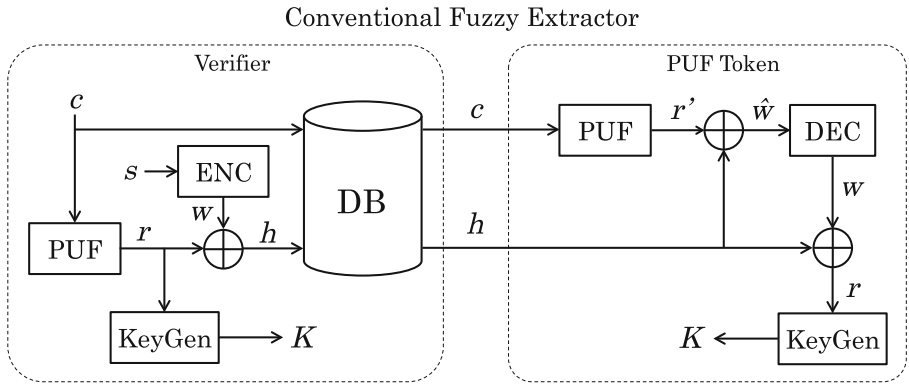 Conventional Fuzzy Extractor
Verifier
PUF Token
c
c
PUF
r’
ŵ
DEC
s
ENC
DB
w
w
PUF
r
h
h
r
KeyGen
K
K
KeyGen